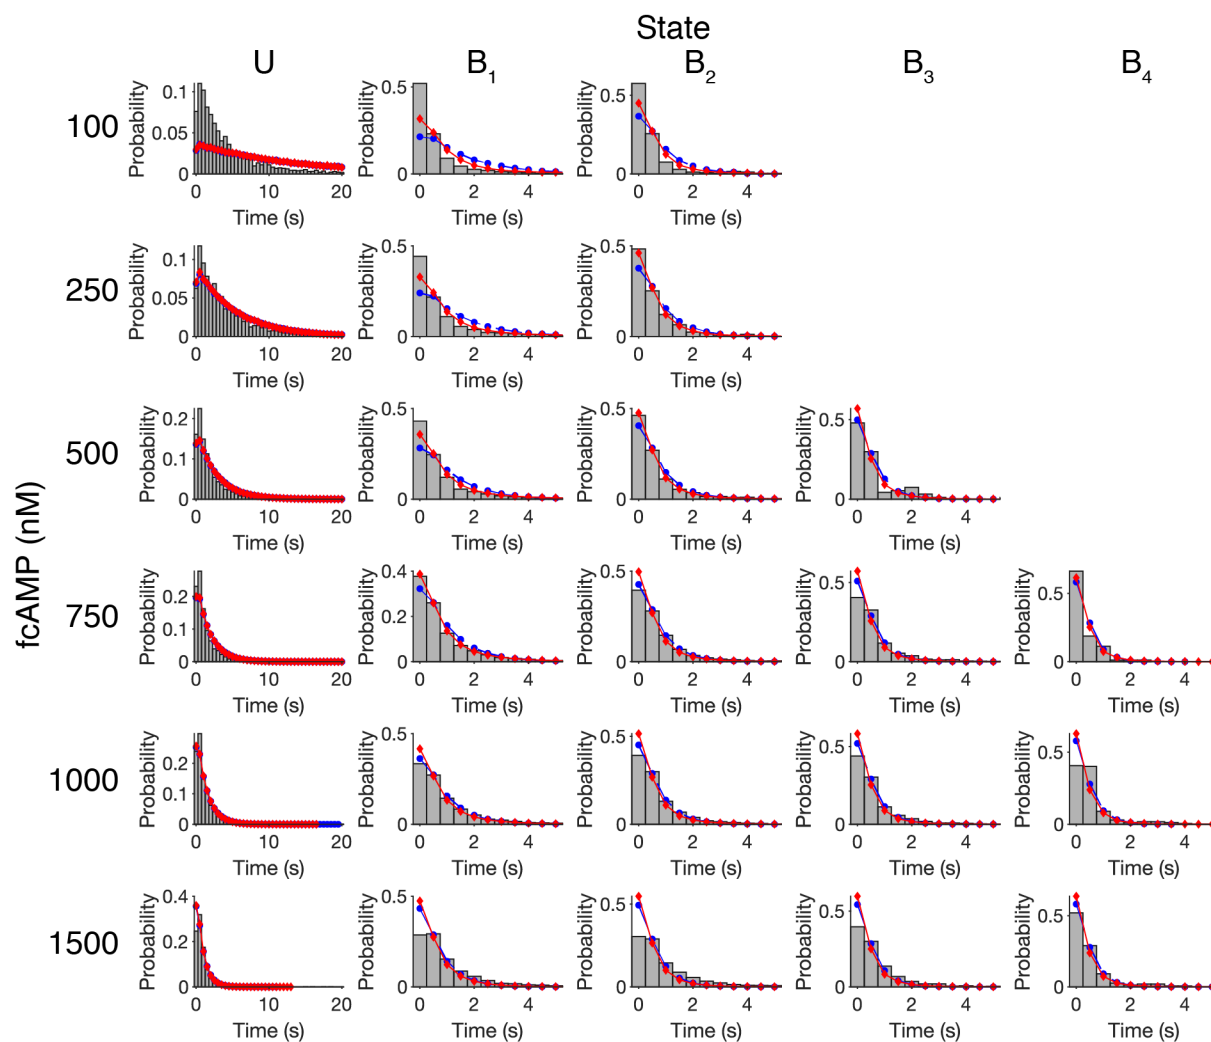 State
U B1 B2 B3 B4
fcAMP (nM)
100
Probability 0.1 0.05 0 0 10 20 Time (s)
Probability 0.5 0 0 2 4 Time (s)
Probability 0.5 0 0 2 4 Time (s)
250
Probability 0.1 0.05 0 0 10 20 Time (s)
Probability 0.5 0 0 2 4 Time (s)
Probability 0.5 0 0 2 4 Time (s)
500
Probability 0.2 0.1 0 0 10 20 Time (s)
Probability 0.5 0 0 2 4 Time (s)
Probability 0.5 0 0 2 4 Time (s)
Probability 0.5 0 0 2 4 Time (s)
750
Probability 0.2 0.1 0 0 10 20 Time (s)
Probability 0.4 0.2 0 0 2 4 Time (s)
Probability 0.5 0 0 2 4 Time (s)
Probability 0.5 0 0 2 4 Time (s)
Probability 0.5 0 0 2 4 Time (s)
1000
Probability 0.2 0.1 0 0 10 20 Time (s)
Probability 0.5 0 0 2 4 Time (s)
Probability 0.5 0 0 2 4 Time (s)
Probability 0.5 0 0 2 4 Time (s)
Probability 0.5 0 0 2 4 Time (s)
1500
Probability 0.4 0.2 0 0 10 20 Time (s)
Probability 0.5 0 0 2 4 Time (s)
Probability 0.5 0 0 2 4 Time (s)
Probability 0.5 0 0 2 4 Time (s)
Probability 0.5 0 0 2 4 Time (s)